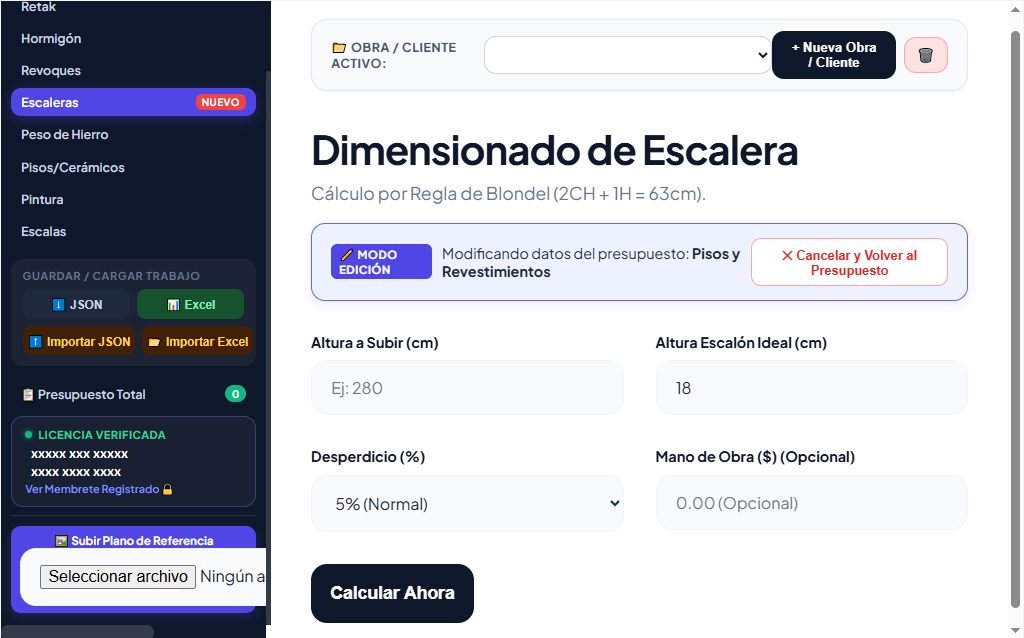 Retak
Hormigón
Revoques
Escaleras NUEVO
Peso de Hierro
Pisos/Cerámicos
Pintura
Escalas
GUARDAR / CARGAR TRABAJO
JSON
Excel
Importar JSON
Importar Excel
Presupuesto Total 0
LICENCIA VERIFICADA
xxxxx xxx xxxxx
xxxx xxxx xxxx
Ver Membrete Registrado
Subir Plano de Referencia
Seleccionar archivo Ningún a
OBRA / CLIENTE
ACTIVO:
+ Nueva Obra
/ Cliente
Dimensionado de Escalera
Cálculo por Regla de Blondel (2CH + 1H = 63cm).
MODO
EDICIÓN
Modificando datos del presupuesto: Pisos y
Revestimientos
Cancelar y Volver al
Presupuesto
Altura a Subir (cm)
Ej: 280
Altura Escalón Ideal (cm)
18
Desperdicio (%)
5% (Normal)
Mano de Obra ($) (Opcional)
0.00 (Opcional)
Calcular Ahora